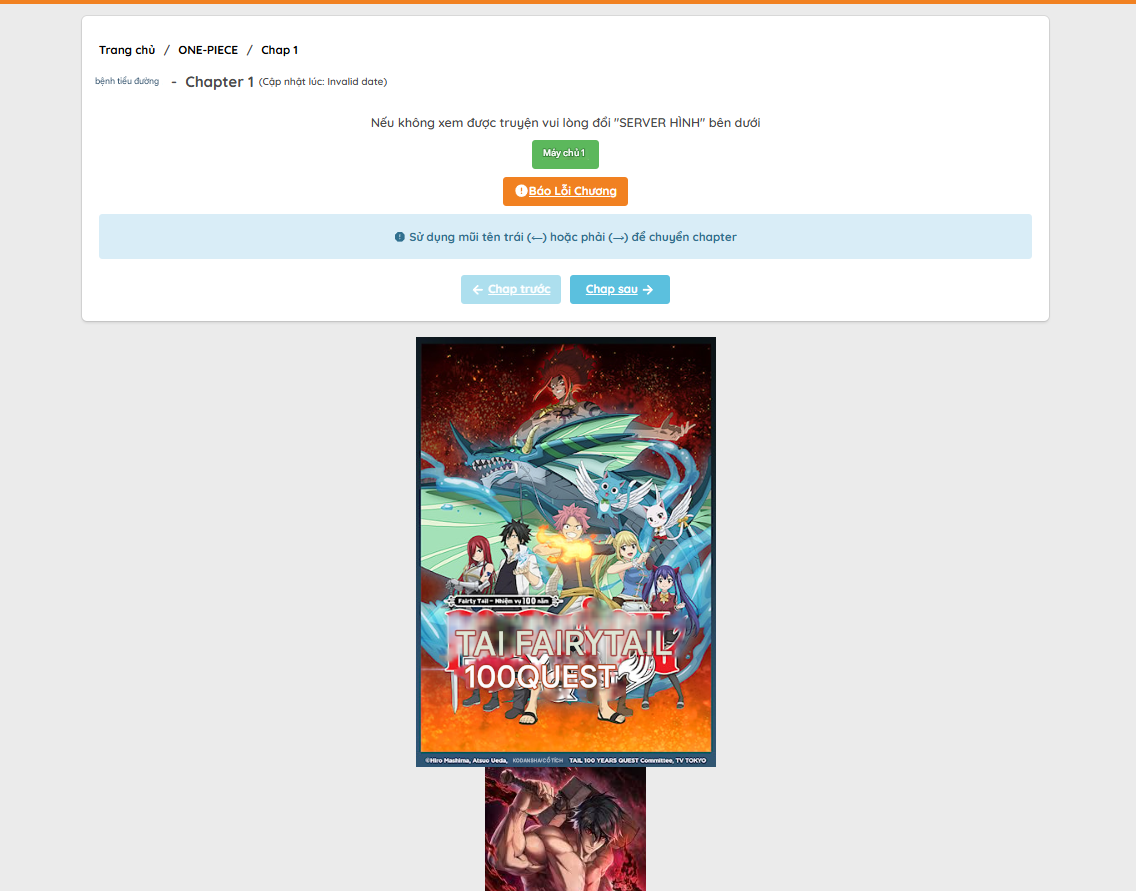 Trang chủ / ONE-PIECE / Chap 1
bệnh tiểu đường - Chapter 1 (Cập nhật lúc: Invalid date)
Nếu không xem được truyện vui lòng đổi "SERVER HÌNH" bên dưới
Máy chủ 1
Báo Lỗi Chương
Sử dụng mũi tên trái (←) hoặc phải (→) để chuyển chapter
← Chap trước
Chap sau →
Fairy Tail - Nhiệm vụ 100 năm
TAI FAIRYTAIL
100QUEST
©Hiro Mashima, Atsuo Ueda, KODANSHA/CỔ TÍCH TAIL 100 YEARS QUEST Committee, TV TOKYO